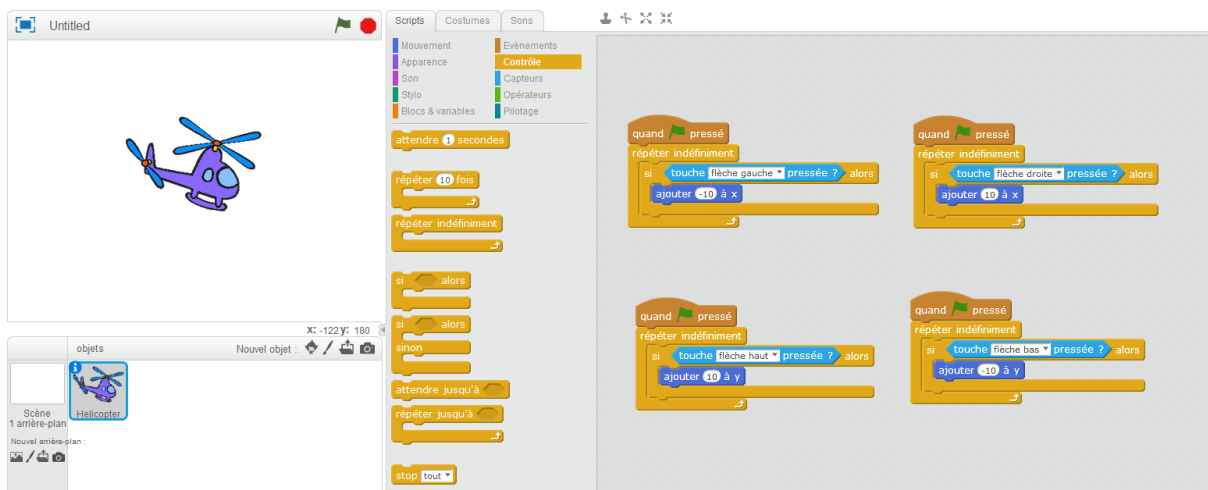 Untitled
x: -122 y: 180
objets
Nouvel objet :
Helicopter
Scène
1 arrière-plan
Nouvel arrière-plan :
Scripts
Costumes
Sons
Mouvement
Evènements
Apparence
Contrôle
Son
Capteurs
Stylo
Opérateurs
Blocs & variables
Pilotage
attendre 1 secondes
répéter 10 fois
répéter indéfiniment
si alors
si alors
sinon
attendre jusqu'à
répéter jusqu'à
stop tout
quand pressé
répéter indéfiniment
si touche flèche gauche pressée ? alors
ajouter -10 à x
quand pressé
répéter indéfiniment
si touche flèche droite pressée ? alors
ajouter 10 à x
quand pressé
répéter indéfiniment
si touche flèche haut pressée ? alors
ajouter 10 à y
quand pressé
répéter indéfiniment
si touche flèche bas pressée ? alors
ajouter -10 à y